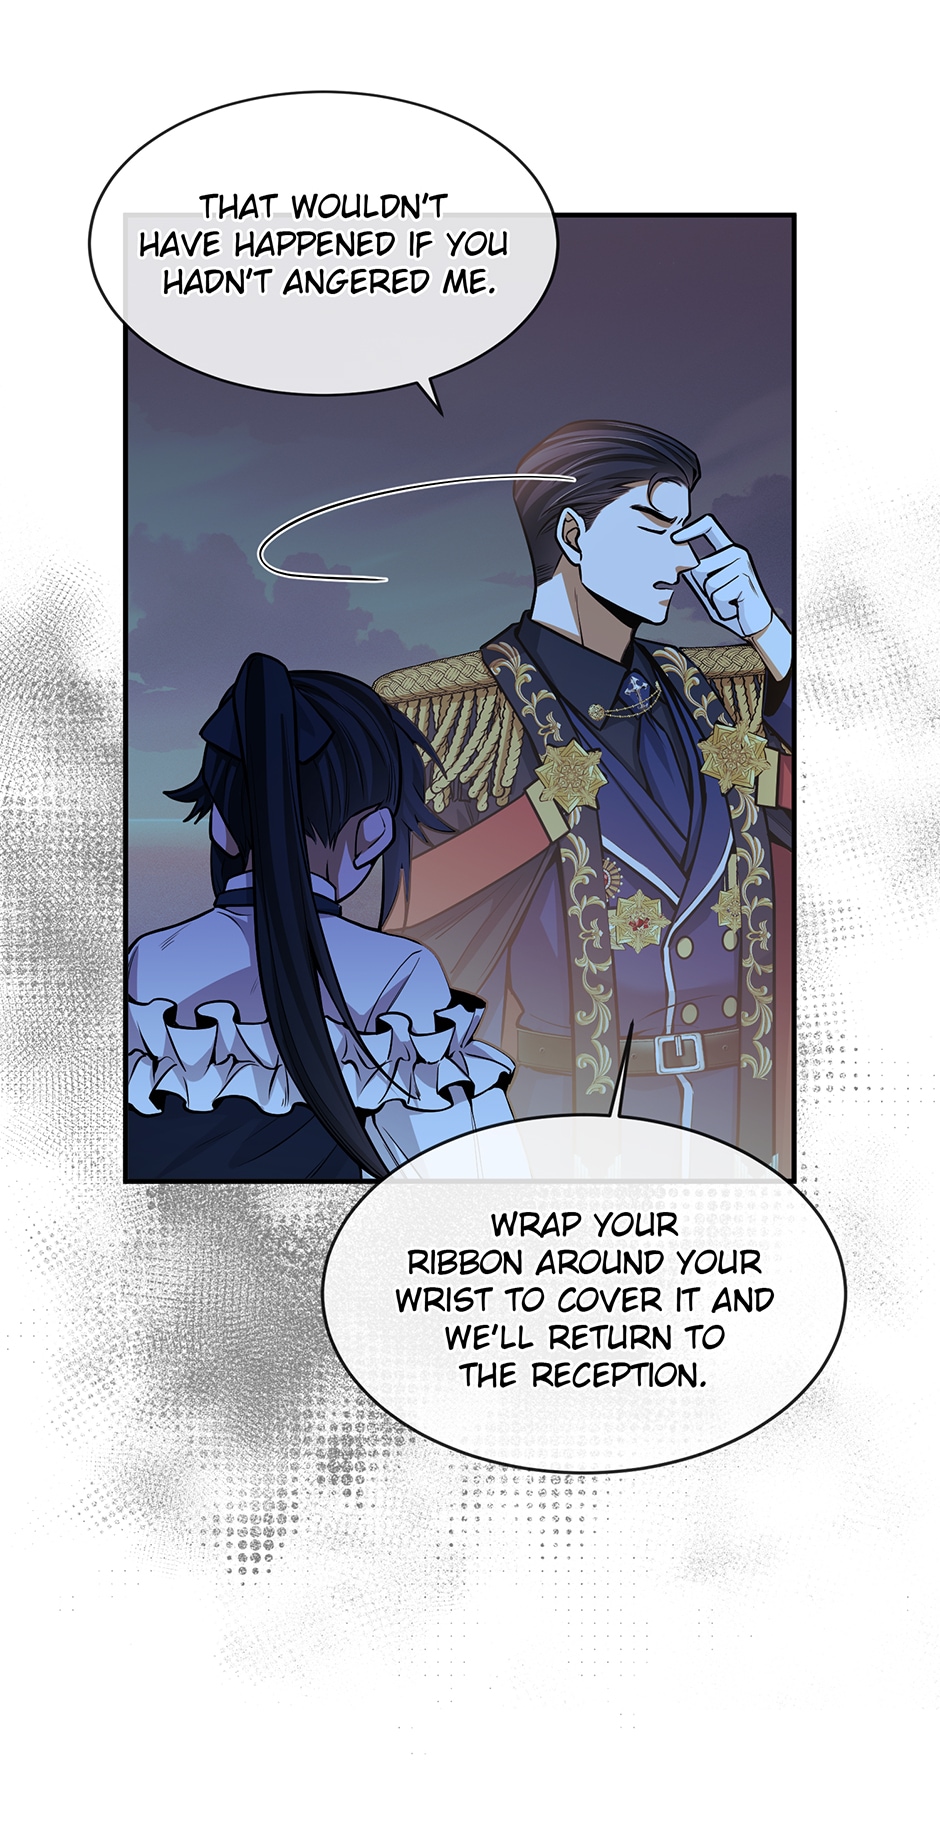 THAT WOULDN'T
HAVE HAPPENED IF YOU
HADN'T ANGERED ME.
WRAP YOUR
RIBBON AROUND YOUR
WRIST TO COVER IT AND
WE'LL RETURN TO
THE RECEPTION.